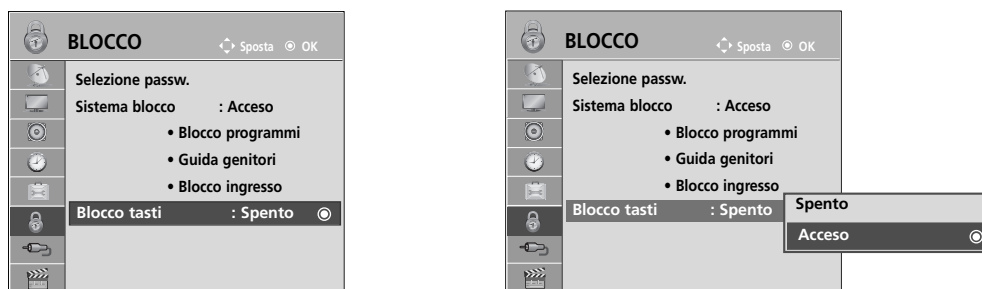 BLOCCO Sposta OK
Selezione passw.
Sistema blocco : Acceso
• Blocco programmi
• Guida genitori
• Blocco ingresso
Blocco tasti : Spento
BLOCCO Sposta OK
Selezione passw.
Sistema blocco : Acceso
• Blocco programmi
• Guida genitori
• Blocco ingresso
Blocco tasti : Spento
Spento
Acceso